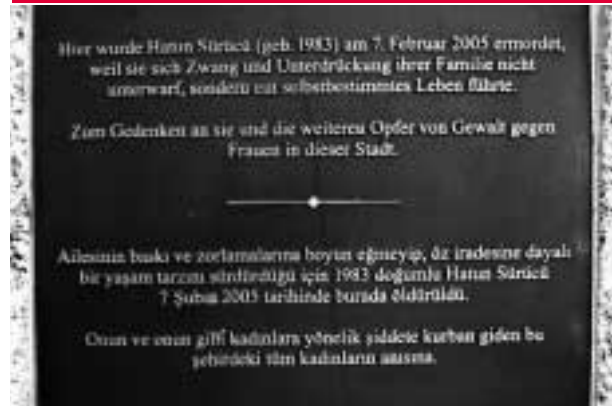 Hier wurde Hatun Sürücü (geb. 1983) am 7. Februar 2005 ermordet,
weil sie sich Zwang und Unterdrückung ihrer Familie nicht
unterwarf, sondern ein selbstbestimmtes Leben führte.
Zum Gedenken an sie und die weiteren Opfer von Gewalt gegen
Frauen in dieser Stadt.
Ailesinin baskı ve zorlamalarına boyun eğmeyip, öz iradesine dayalı
bir yaşam tarzını sürdürdüğü için 1983 doğumlu Hatun Sürücü
7 Şubat 2005 tarihinde burada öldürüldü.
Onun ve onun gibi kadınlara yönelik şiddete kurban giden bu
şehirdeki tüm kadınların anısına.